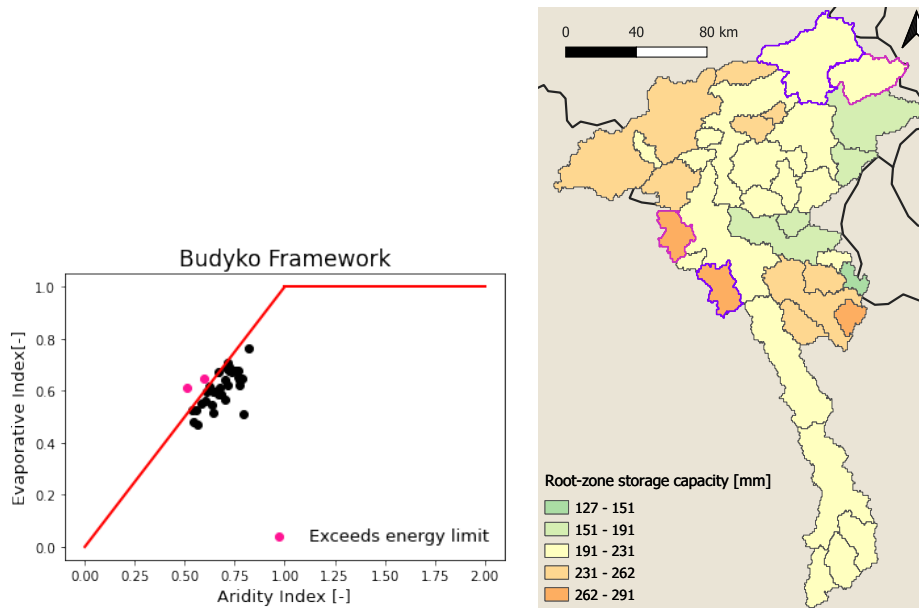 Budyko Framework
1.0
0.8
0.6
0.4
0.2
0.0
Evaporative Index[-]
Exceeds energy limit
0.00 0.25 0.50 0.75 1.00 1.25 1.50 1.75 2.00
Aridity Index [-]
0 40 80 km
Root-zone storage capacity [mm]
127 - 151
151 - 191
191 - 231
231 - 262
262 - 291